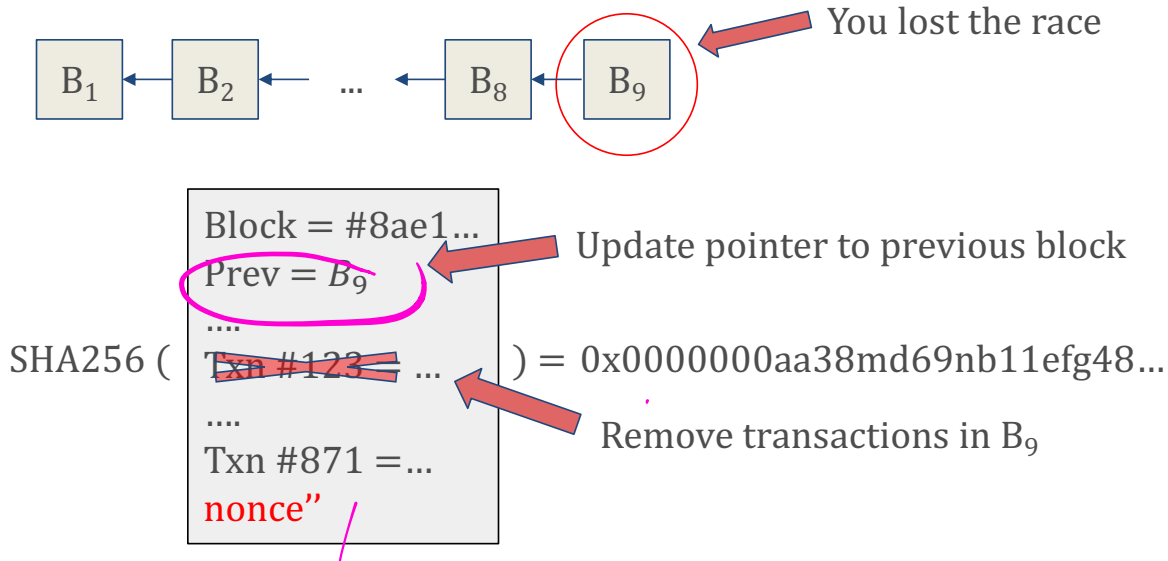 You lost the race
B₁ B₂ ... B₈ B₉
Block = #8ae1...
Update pointer to previous block
Prev = B₉
....
SHA256 ( Txn #123 = ... ) = 0x0000000aa38md69nb11efg48...
....
Remove transactions in B₉
Txn #871 =...
nonce’’